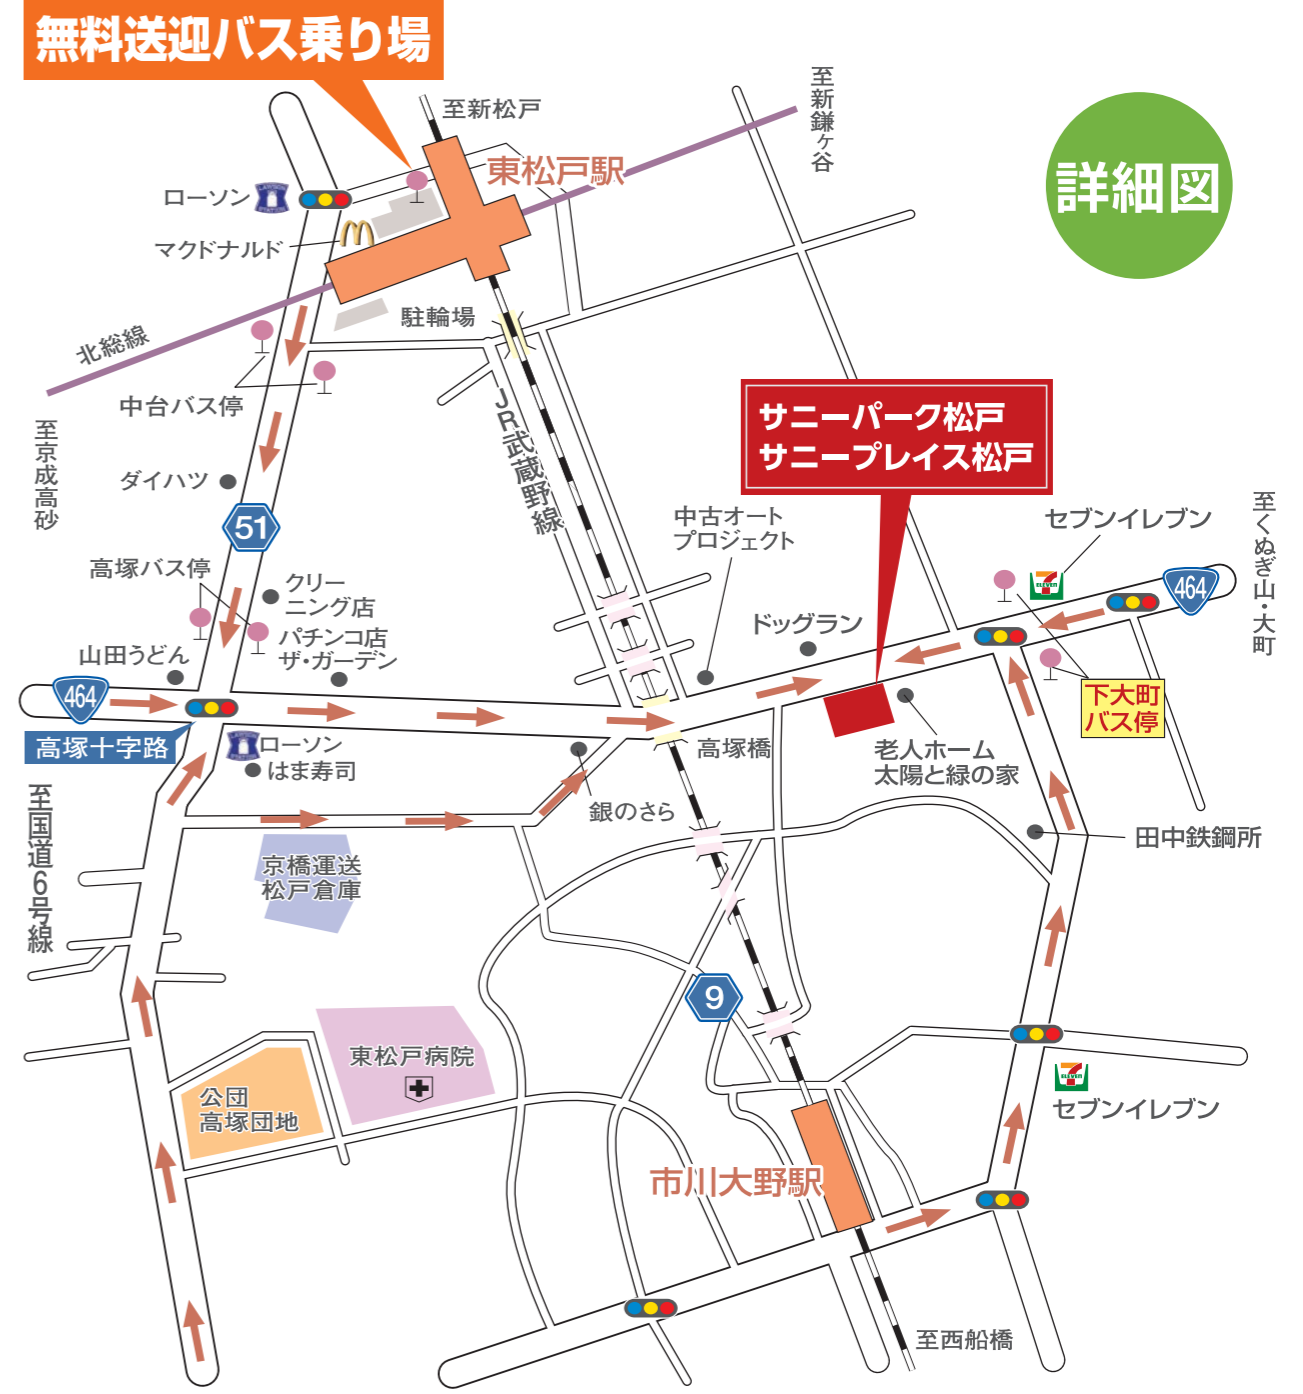 無料送迎バス乗り場
至新松戸
至新鎌ヶ谷
詳細図
東松戸駅
ローソン
マクドナルド
駐輪場
北総線
中台バス停
至京成高砂
JR武蔵野線
サニーパーク松戸
サニープレイス松戸
ダイハツ
51
中古オート
プロジェクト
セブンイレブン
7
ELEVEN
464
至くぬぎ山・大町
高塚バス停
クリー
ニング店
パチンコ店
ザ・ガーデン
山田うどん
ドッグラン
464
下大町
バス停
高塚十字路
ローソン
はま寿司
高塚橋
老人ホーム
太陽と緑の家
至国道6号線
銀のさら
田中鉄鋼所
京橋運送
松戸倉庫
9
東松戸病院
公団
高塚団地
7
ELEVEN
セブンイレブン
市川大野駅
至西船橋